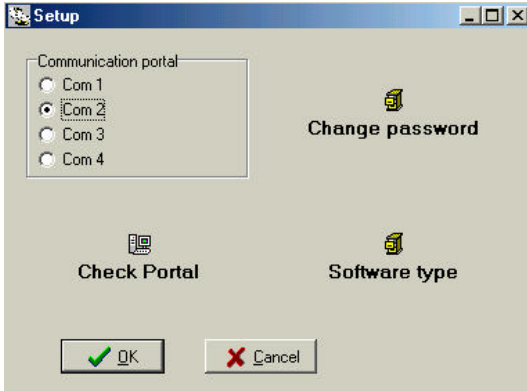 Setup
Communication portal
Com 1
Com 2
Com 3
Com 4
Change password
Check Portal
Software type
OK
Cancel